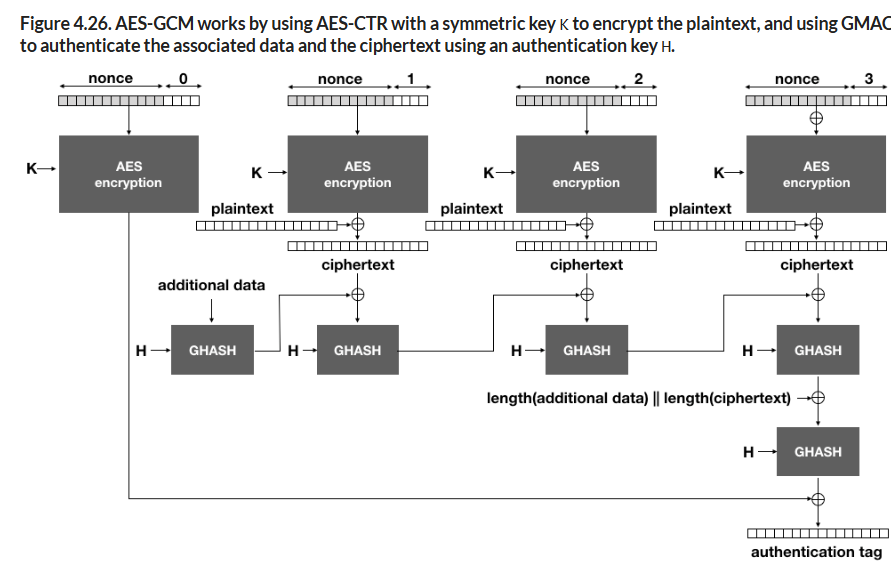 Figure 4.26. AES-GCM works by using AES-CTR with a symmetric key K to encrypt the plaintext, and using GMAC
to authenticate the associated data and the ciphertext using an authentication key H.
nonce 0 nonce 1 nonce 2 nonce 3
K AES encryption K AES encryption K AES encryption K AES encryption
plaintext plaintext plaintext
ciphertext ciphertext ciphertext
additional data
H GHASH H GHASH H GHASH H GHASH
length(additional data) || length(ciphertext)
H GHASH
authentication tag